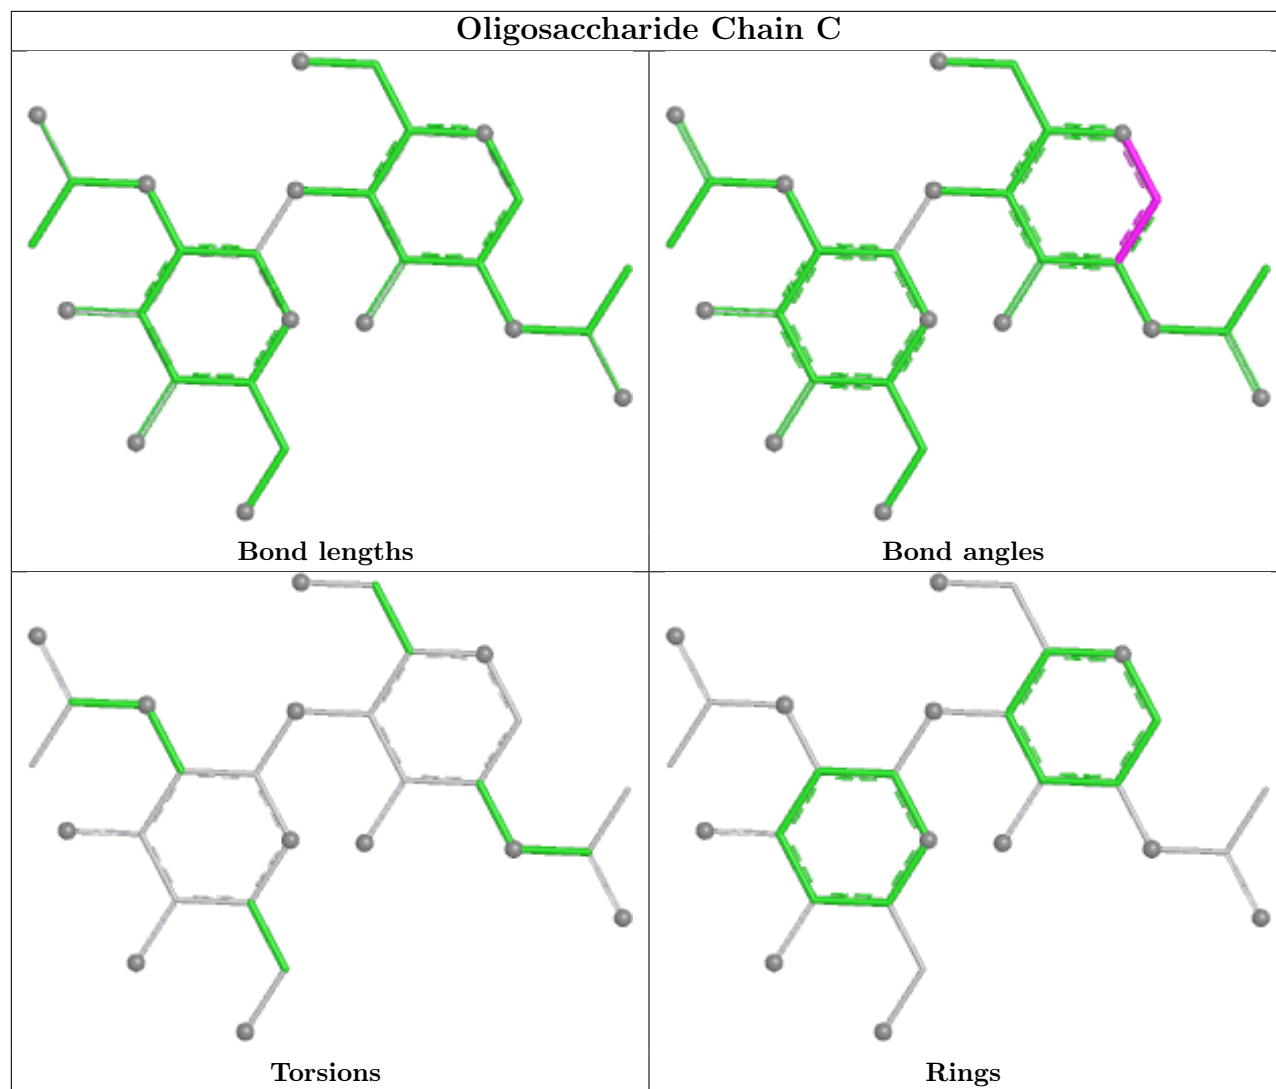 Oligosaccharide Chain C
Bond lengths
Bond angles
Torsions
Rings